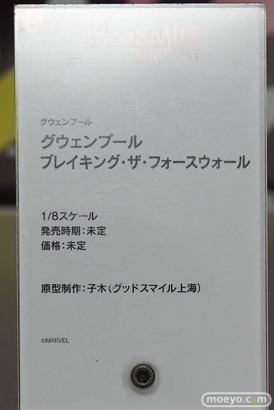 グウェンプール
グウェンプール
ブレイキング・ザ・フォースウォール
1/8スケール
発売時期：未定
価格：未定
原型制作：子木（グッドスマイル上海）
©MARVEL
www.moeyo.com